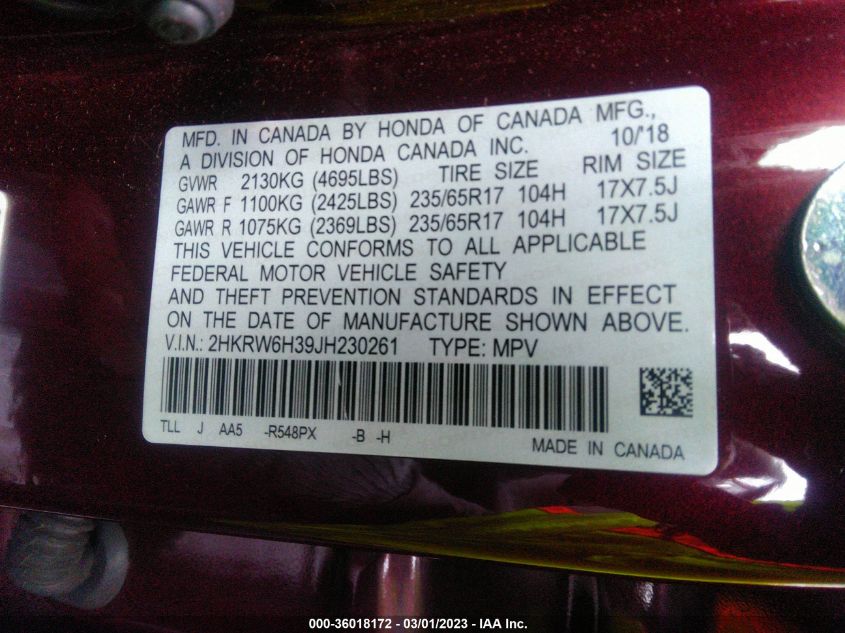 MFD. IN CANADA BY HONDA OF CANADA MFG.,
A DIVISION OF HONDA CANADA INC. 10/'18
GVWR 2130KG (4695LBS) TIRE SIZE RIM SIZE
GAWR F 1100KG (2425LBS) 235/65R17 104H 17X7.5J
GAWR R 1075KG (2369LBS) 235/65R17 104H 17X7.5J
THIS VEHICLE CONFORMS TO ALL APPLICABLE
FEDERAL MOTOR VEHICLE SAFETY
AND THEFT PREVENTION STANDARDS IN EFFECT
ON THE DATE OF MANUFACTURE SHOWN ABOVE.
V.I.N.: 2HKRW6H39JH230261 TYPE: MPV
TLL J AA5 -R548PX -B -H
MADE IN CANADA
000-36018172 - 03/01/2023 - IAA Inc.